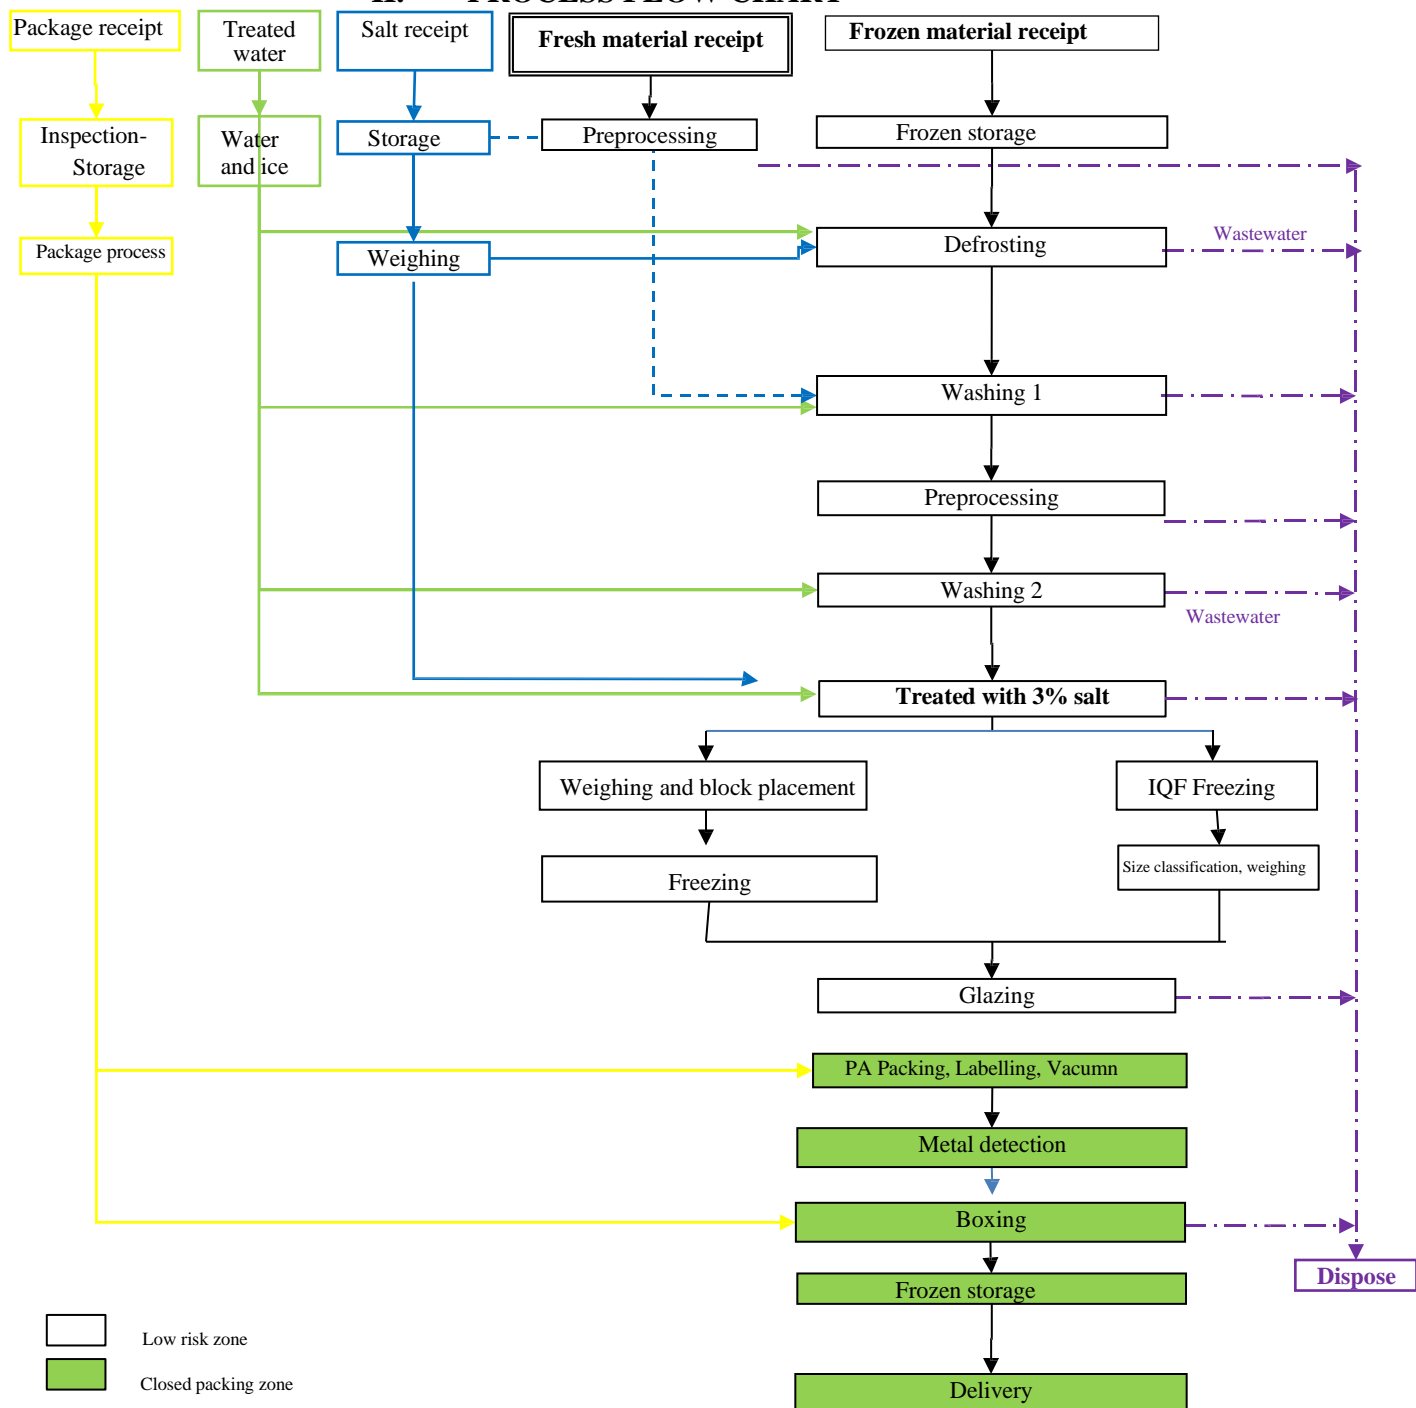 II. PROCESS FLOW CHART
Package receipt
Treated
water
Salt receipt
Fresh material receipt
Frozen material receipt
Inspection-
Storage
Water
and ice
Storage
Preprocessing
Frozen storage
Package process
Weighing
Defrosting
Wastewater
Washing 1
Preprocessing
Washing 2
Wastewater
Treated with 3% salt
Weighing and block placement
IQF Freezing
Freezing
Size classification, weighing
Glazing
PA Packing, Labelling, Vacumn
Metal detection
Boxing
Dispose
Frozen storage
Low risk zone
Closed packing zone
Delivery